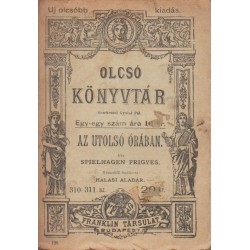 Uj olcsóbb kiadás.
OLCSÓ
KÖNYVTÁR
Egy-egy szám ára 16
AZ UTOLSÓ ÓRÁBAN.
SPIELHAGEN FRIGYES.
HALASI ALADÁR.
310-311 sz.
FRANKLIN TÁRSULAT
BUDAPEST